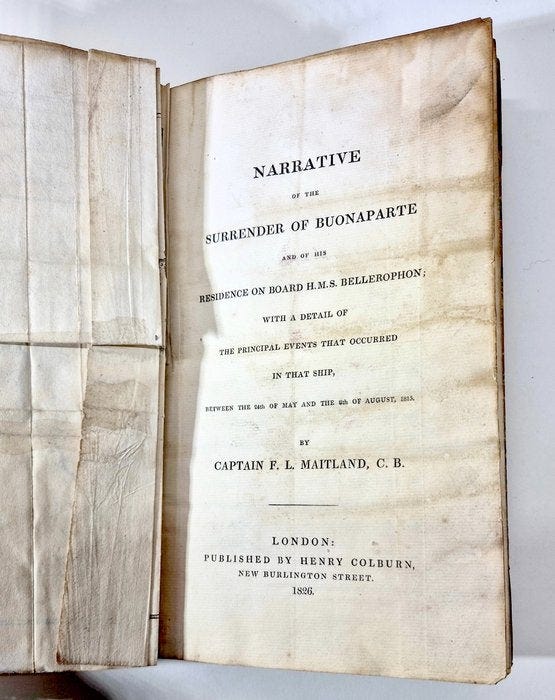 NARRATIVE
OF THE
SURRENDER OF BUONAPARTE
AND OF HIS
RESIDENCE ON BOARD H.M.S. BELLEROPHON;
WITH A DETAIL OF
THE PRINCIPAL EVENTS THAT OCCURRED
IN THAT SHIP,
BETWEEN THE 24th OF MAY AND THE 8th OF AUGUST, 1815.
BY
CAPTAIN F. L. MAITLAND, C. B.
LONDON:
PUBLISHED BY HENRY COLBURN,
NEW BURLINGTON STREET.
1826.